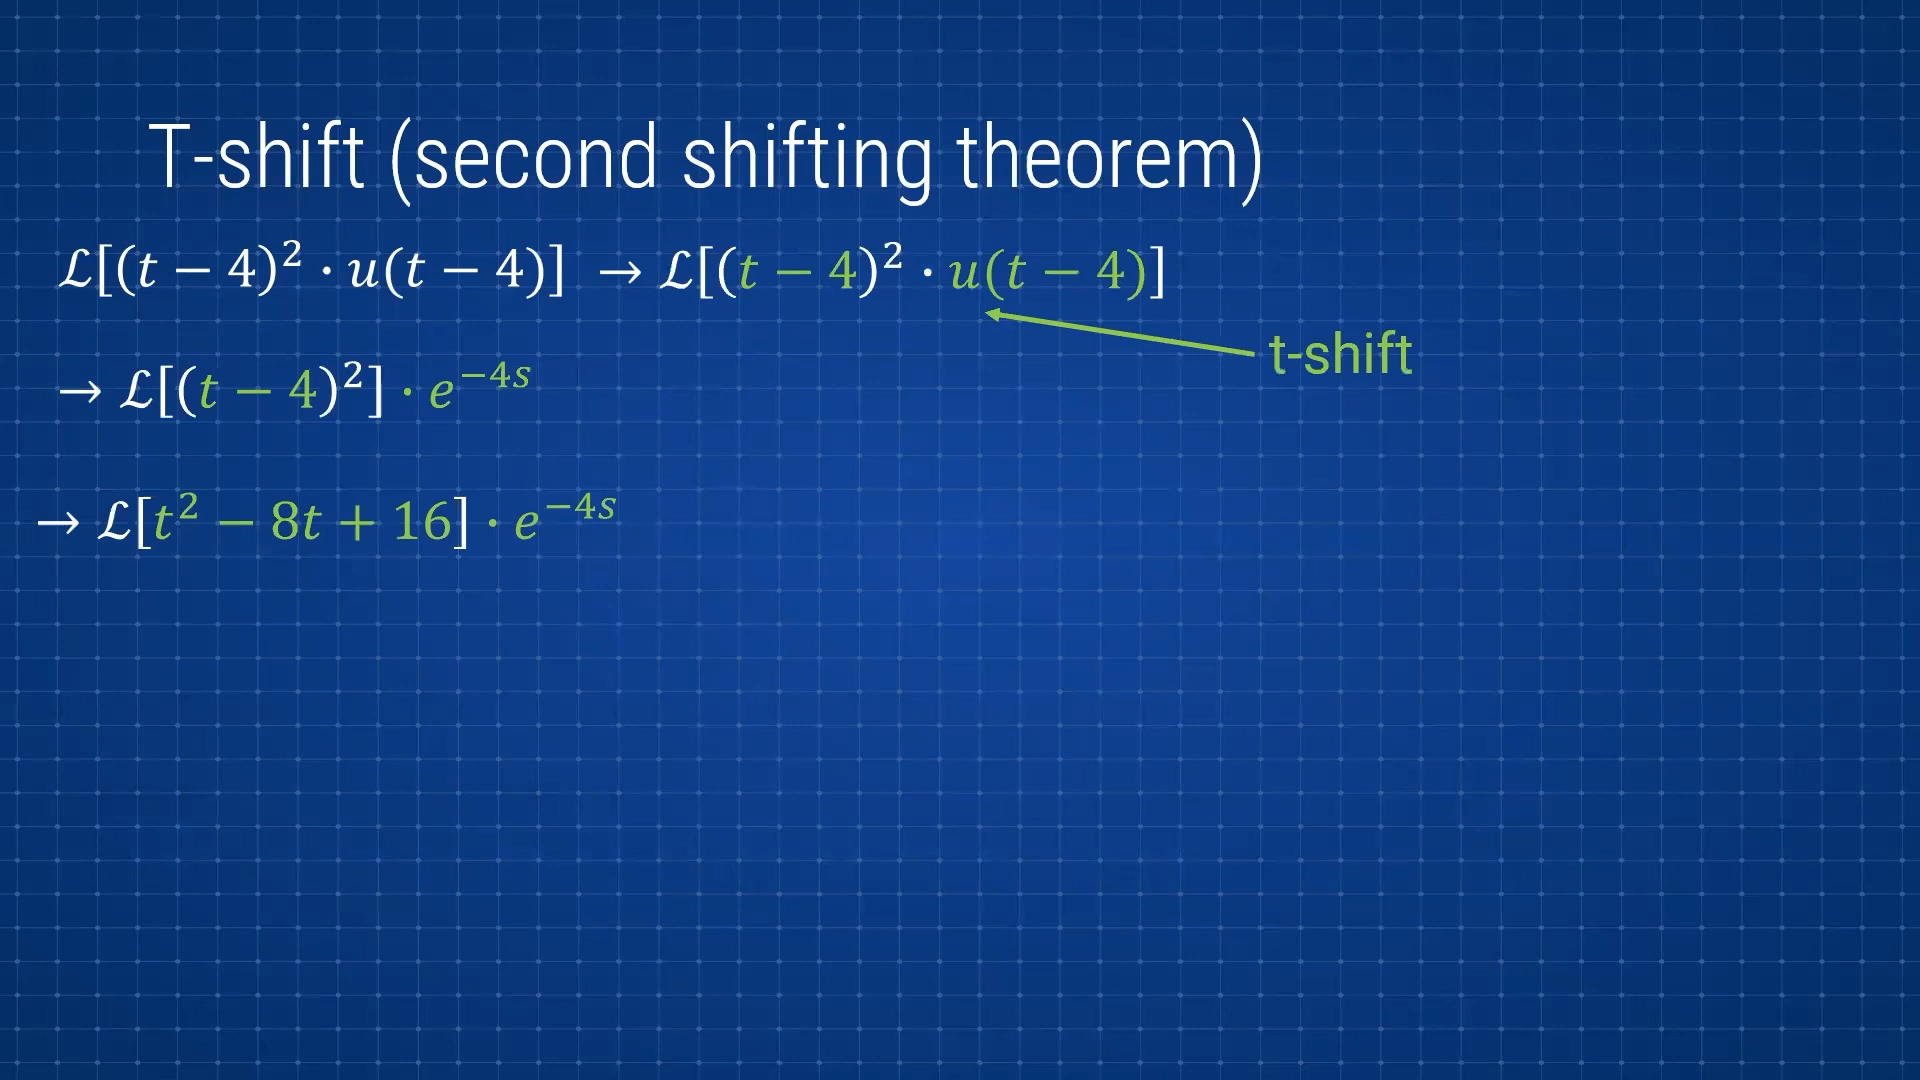 T-shift (second shifting theorem)
ℒ[(t − 4)² · u(t − 4)] → ℒ[(t − 4)² · u(t − 4)]
t-shift
→ ℒ[(t − 4)²] · e⁻⁴ˢ
→ ℒ[t² − 8t + 16] · e⁻⁴ˢ